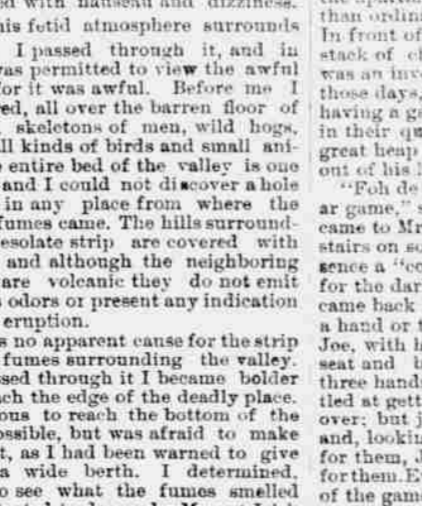 ed with nauseau and dizziness.
his fetid atmosphere surrounds
I passed through it, and in
was permitted to view the awful
for it was awful. Before me I
red, all over the barren floor of
skeletons of men, wild hogs,
ll kinds of birds and small ani-
entire bed of the valley is one
and I could not discover a hole
in any place from where the
fumes came. The hills surround-
esolate strip are covered with
and although the neighboring
are volcanic they do not emit
odors or present any indication
eruption.
s no apparent cause for the strip
fumes surrounding the valley.
ssed through it I became bolder
ach the edge of the deadly place.
ous to reach the bottom of the
ossible, but was afraid to make
t, as I had been warned to give
a wide berth. I determined,
o see what the fumes smelled
than ordin
In front of
stack of ch
was an inv
those days,
having a ga
in their qu
great heap
out of his
"Foh de
ar game," s
came to Mr
stairs on so
sence a "co
for the dar
came back
a hand or t
Joe, with h
seat and b
three hand
tled at gett
over; but j
and, lookin
for them, J
for them. Ev
of the game